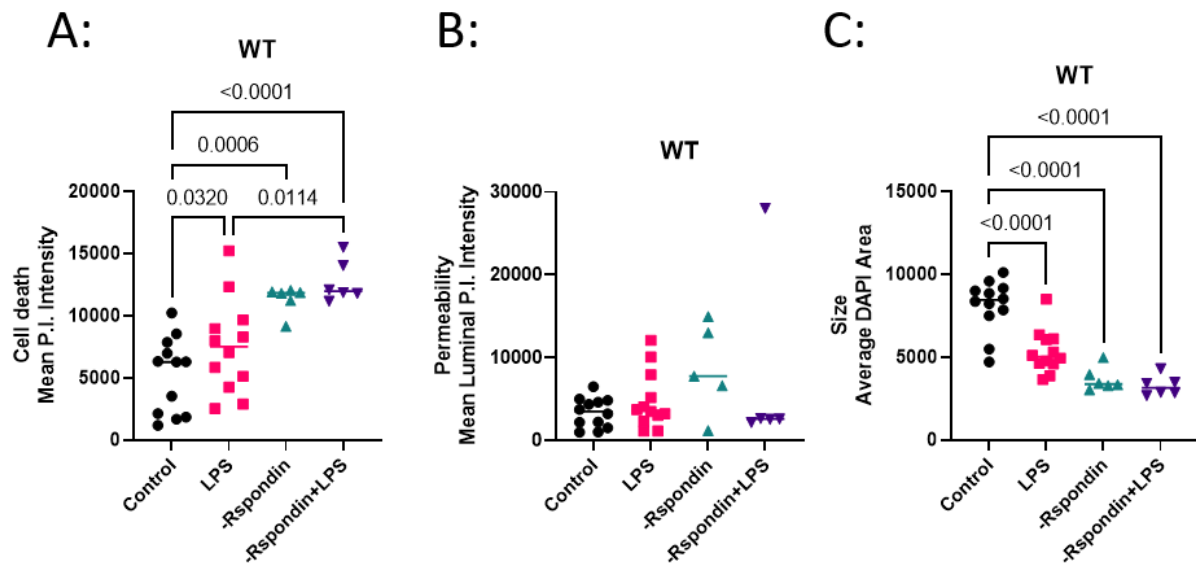 A:
WT
<0.0001
0.0006
0.0320
0.0114
20000
15000
10000
5000
0
Cell death
Mean P.I. Intensity
Control
LPS
-Rspondin
-Rspondin+LPS
B:
WT
30000
20000
10000
0
Permeability
Mean Luminal P.I. Intensity
Control
LPS
-Rspondin
-Rspondin+LPS
C:
WT
<0.0001
<0.0001
<0.0001
15000
10000
5000
0
Size
Average DAPI Area
Control
LPS
-Rspondin
-Rspondin+LPS